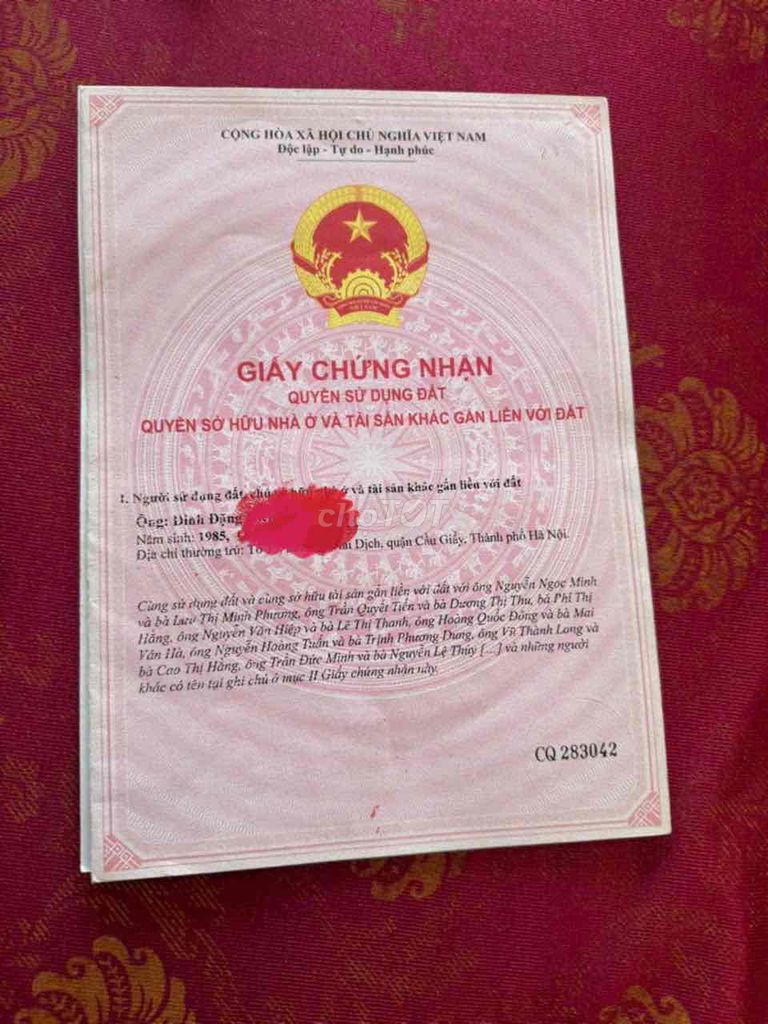 CỘNG HÒA XÃ HỘI CHỦ NGHĨA VIỆT NAM
Độc lập - Tự do - Hạnh phúc
GIẤY CHỨNG NHẬN
QUYỀN SỬ DỤNG ĐẤT
QUYỀN SỞ HỮU NHÀ Ở VÀ TÀI SẢN KHÁC GẮN LIỀN VỚI ĐẤT
I. Người sử dụng đất, ở và tài sản khác gắn liền với đất
Ông: Đinh Đặng
chợTỐT
Năm sinh: 1985,
Địa chỉ thường trú: Tổ Dịch, quận Cầu Giấy, Thành phố Hà Nội.
Cùng sử dụng đất và cùng sở hữu tài sản gắn liền với đất với ông Nguyễn Ngọc Minh
và bà Lưu Thị Minh Phương, ông Trần Quyết Tiến và bà Dương Thị Thu, bà Phí Thị
Hằng, ông Nguyễn Văn Hiệp và bà Lê Thị Thanh, ông Hoàng Quốc Đông và bà Mai
Vân Hà, ông Nguyễn Hoàng Tuấn và bà Trịnh Phương Dung, ông Vũ Thành Long và
bà Cao Thị Hằng, ông Trần Đức Minh và bà Nguyễn Lệ Thúy [...] và những người
khác có tên tại ghi chú ở mục II Giấy chứng nhận này.
CQ 283042